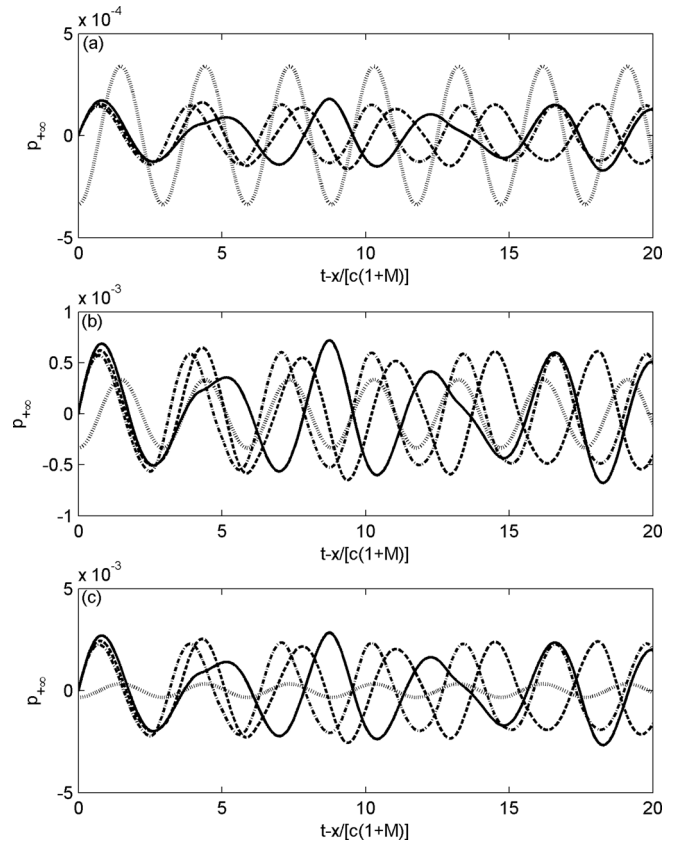 x 10⁻⁴
(a)
5
0
-5
p₊∞
0 5 10 15 20
t-x/[c(1+M)]
x 10⁻³
(b)
1
0.5
0
-0.5
-1
p₊∞
0 5 10 15 20
t-x/[c(1+M)]
x 10⁻³
(c)
5
0
-5
p₊∞
0 5 10 15 20
t-x/[c(1+M)]